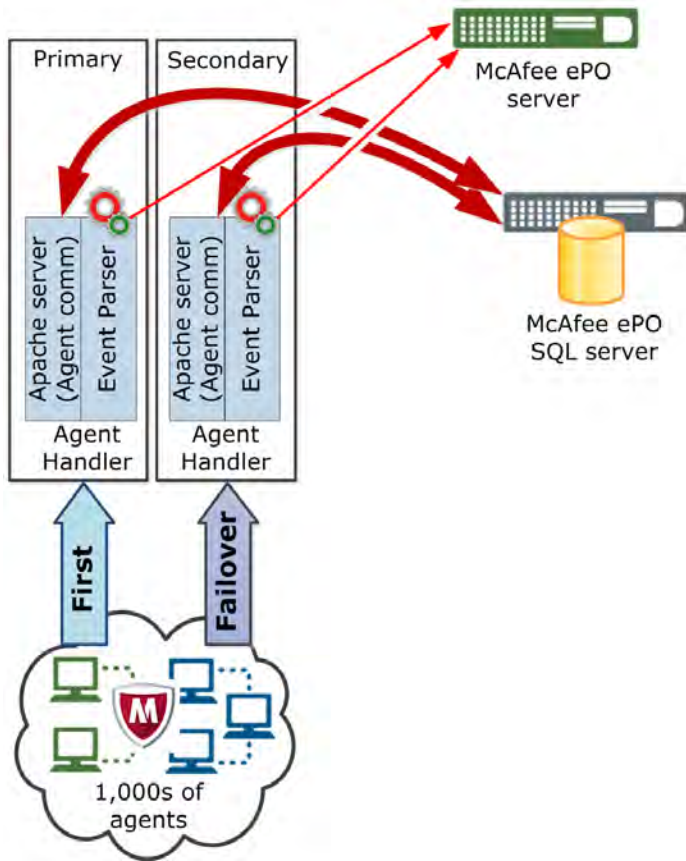 Primary
Secondary
McAfee ePO
server
Apache server
(Agent comm)
Event Parser
Apache server
(Agent comm)
Event Parser
McAfee ePO
SQL server
Agent
Handler
Agent
Handler
First
Failover
M
1,000s of
agents